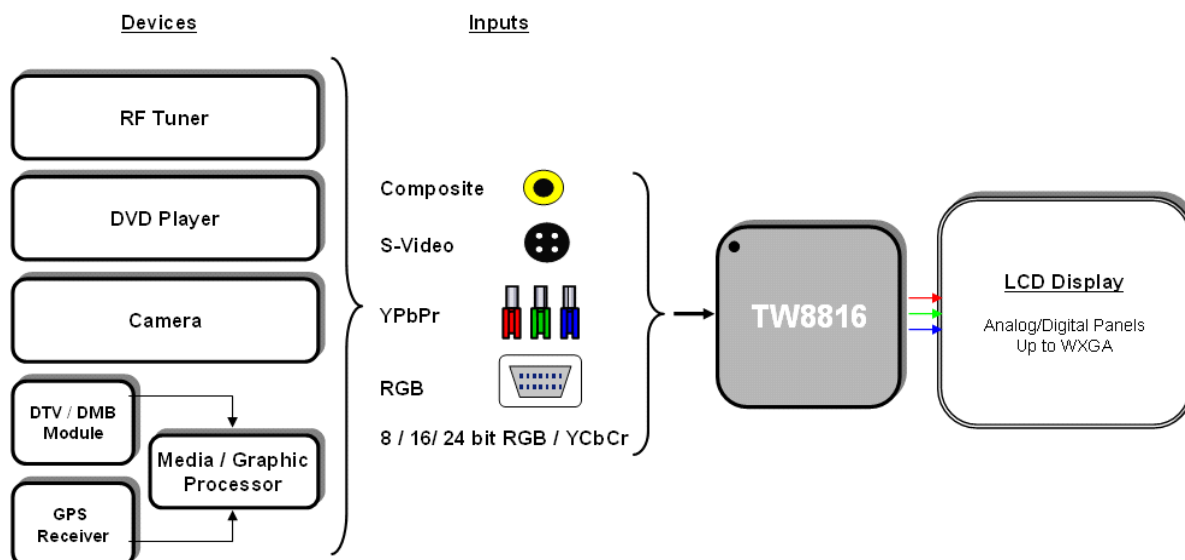 Devices
Inputs
RF Tuner
DVD Player
Camera
DTV / DMB
Module
Media / Graphic
Processor
GPS
Receiver
Composite
S-Video
YPbPr
RGB
8 / 16/ 24 bit RGB / YCbCr
TW8816
LCD Display
Analog/Digital Panels
Up to WXGA